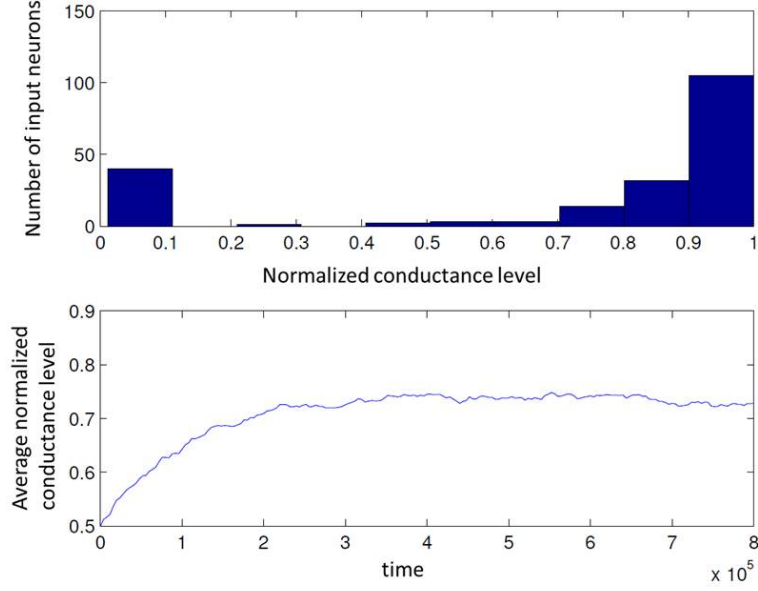 150
100
50
0
Number of input neurons
0 0.1 0.2 0.3 0.4 0.5 0.6 0.7 0.8 0.9 1
Normalized conductance level
0.9
0.8
0.7
0.6
0.5
Average normalized
conductance level
0 1 2 3 4 5 6 7 8
time
x 10⁵